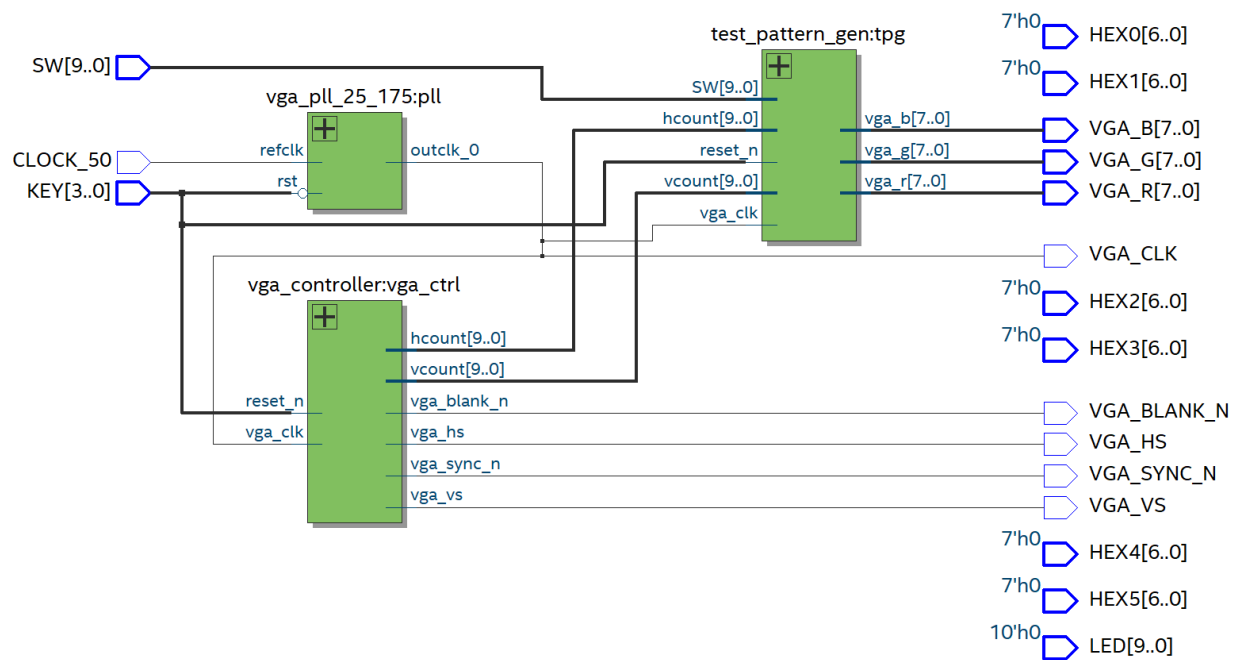 7'h0
HEX0[6..0]
test_pattern_gen:tpg
SW[9..0]
7'h0
HEX1[6..0]
SW[9..0]
vga_pll_25_175:pll
hcount[9..0]
vga_b[7..0]
VGA_B[7..0]
CLOCK_50
refclk
outclk_0
reset_n
vga_g[7..0]
VGA_G[7..0]
KEY[3..0]
rst
vcount[9..0]
vga_r[7..0]
VGA_R[7..0]
vga_clk
VGA_CLK
vga_controller:vga_ctrl
7'h0
HEX2[6..0]
hcount[9..0]
7'h0
HEX3[6..0]
vcount[9..0]
reset_n
vga_blank_n
VGA_BLANK_N
vga_clk
vga_hs
VGA_HS
vga_sync_n
VGA_SYNC_N
vga_vs
VGA_VS
7'h0
HEX4[6..0]
7'h0
HEX5[6..0]
10'h0
LED[9..0]